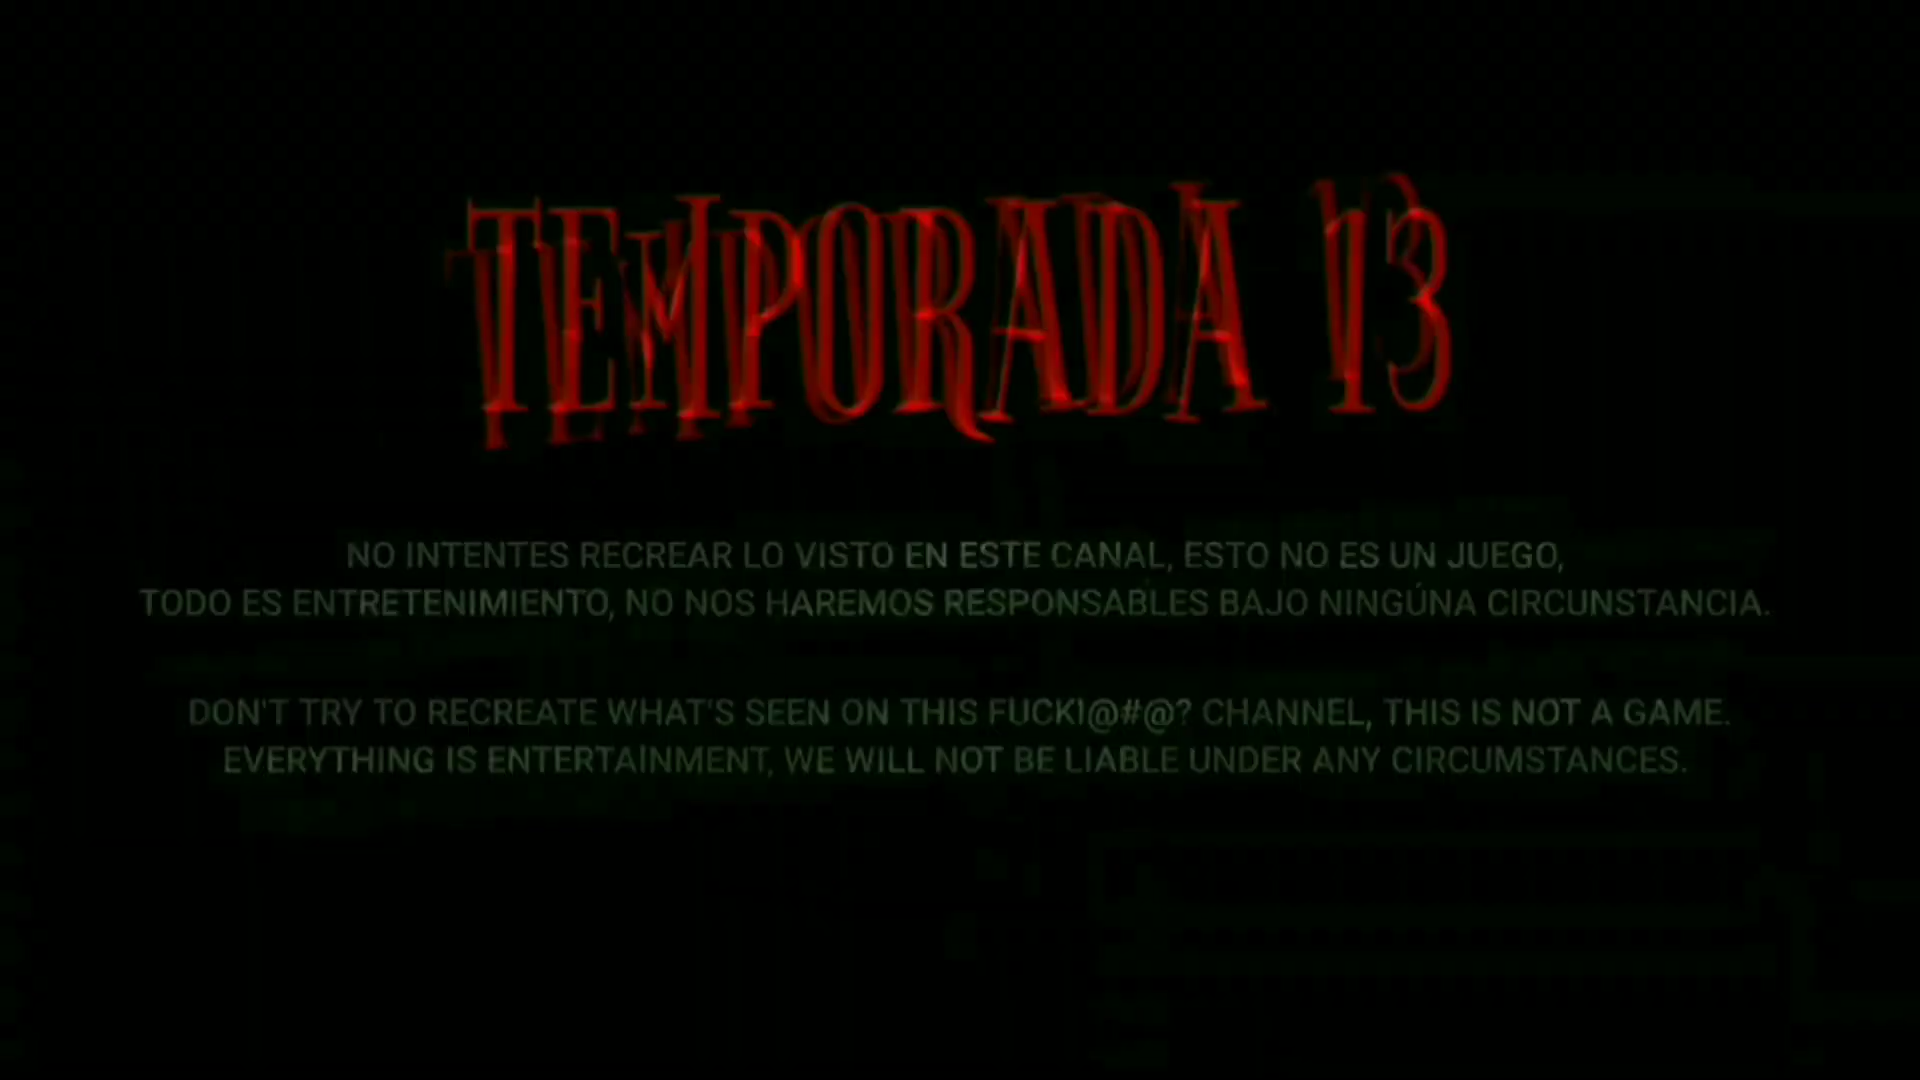 TEMPORADA 13
NO INTENTES RECREAR LO VISTO EN ESTE CANAL, ESTO NO ES UN JUEGO,
TODO ES ENTRETENIMIENTO, NO NOS HAREMOS RESPONSABLES BAJO NINGÚNA CIRCUNSTANCIA.
DON'T TRY TO RECREATE WHAT'S SEEN ON THIS FUCK!@#@? CHANNEL, THIS IS NOT A GAME.
EVERYTHING IS ENTERTAINMENT, WE WILL NOT BE LIABLE UNDER ANY CIRCUMSTANCES.